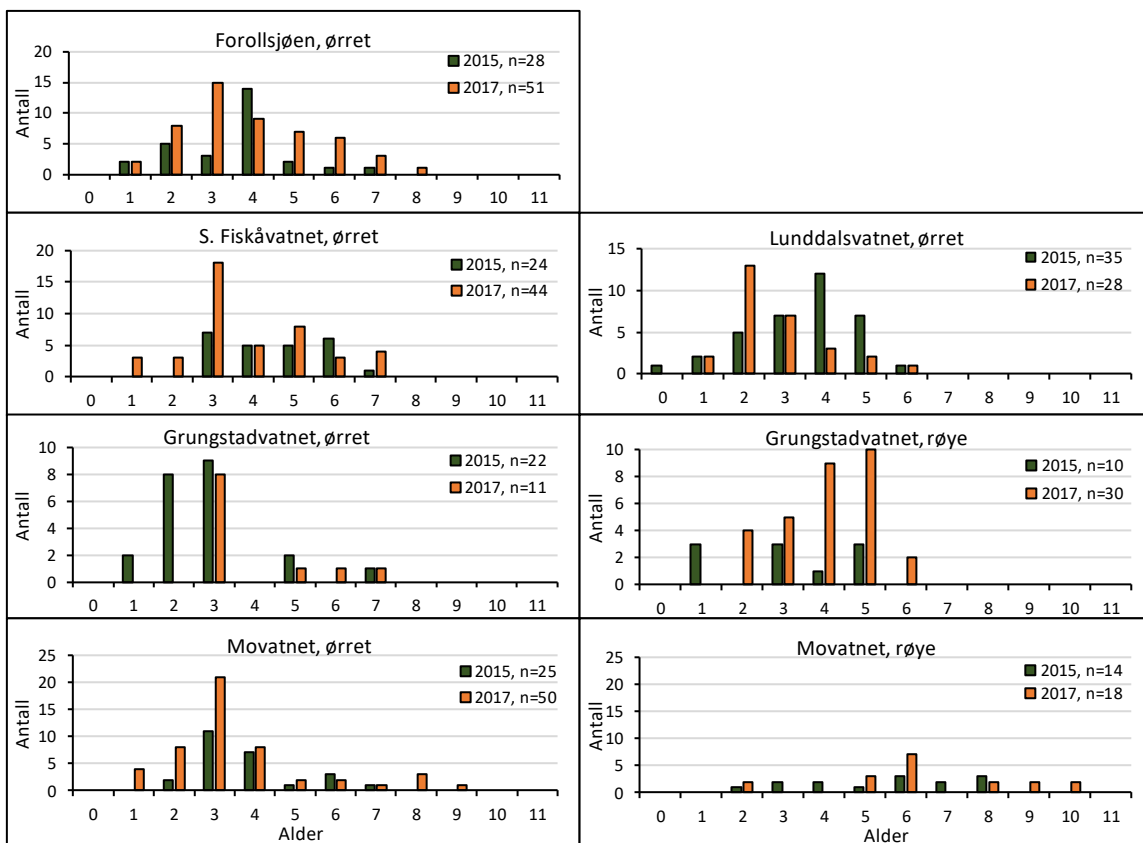 Forollsjøen, ørret
2015, n=28
2017, n=51
Antall
20
15
10
5
0
0 1 2 3 4 5 6 7 8 9 10 11
S. Fiskåvatnet, ørret
2015, n=24
2017, n=44
Antall
20
15
10
5
0
0 1 2 3 4 5 6 7 8 9 10 11
Lunddalsvatnet, ørret
2015, n=35
2017, n=28
Antall
15
10
5
0
0 1 2 3 4 5 6 7 8 9 10 11
Grungstadvatnet, ørret
2015, n=22
2017, n=11
Antall
10
8
6
4
2
0
0 1 2 3 4 5 6 7 8 9 10 11
Grungstadvatnet, røye
2015, n=10
2017, n=30
Antall
10
8
6
4
2
0
0 1 2 3 4 5 6 7 8 9 10 11
Movatnet, ørret
2015, n=25
2017, n=50
Antall
25
20
15
10
5
0
0 1 2 3 4 5 6 7 8 9 10 11
Alder
Movatnet, røye
2015, n=14
2017, n=18
Antall
25
20
15
10
5
0
0 1 2 3 4 5 6 7 8 9 10 11
Alder